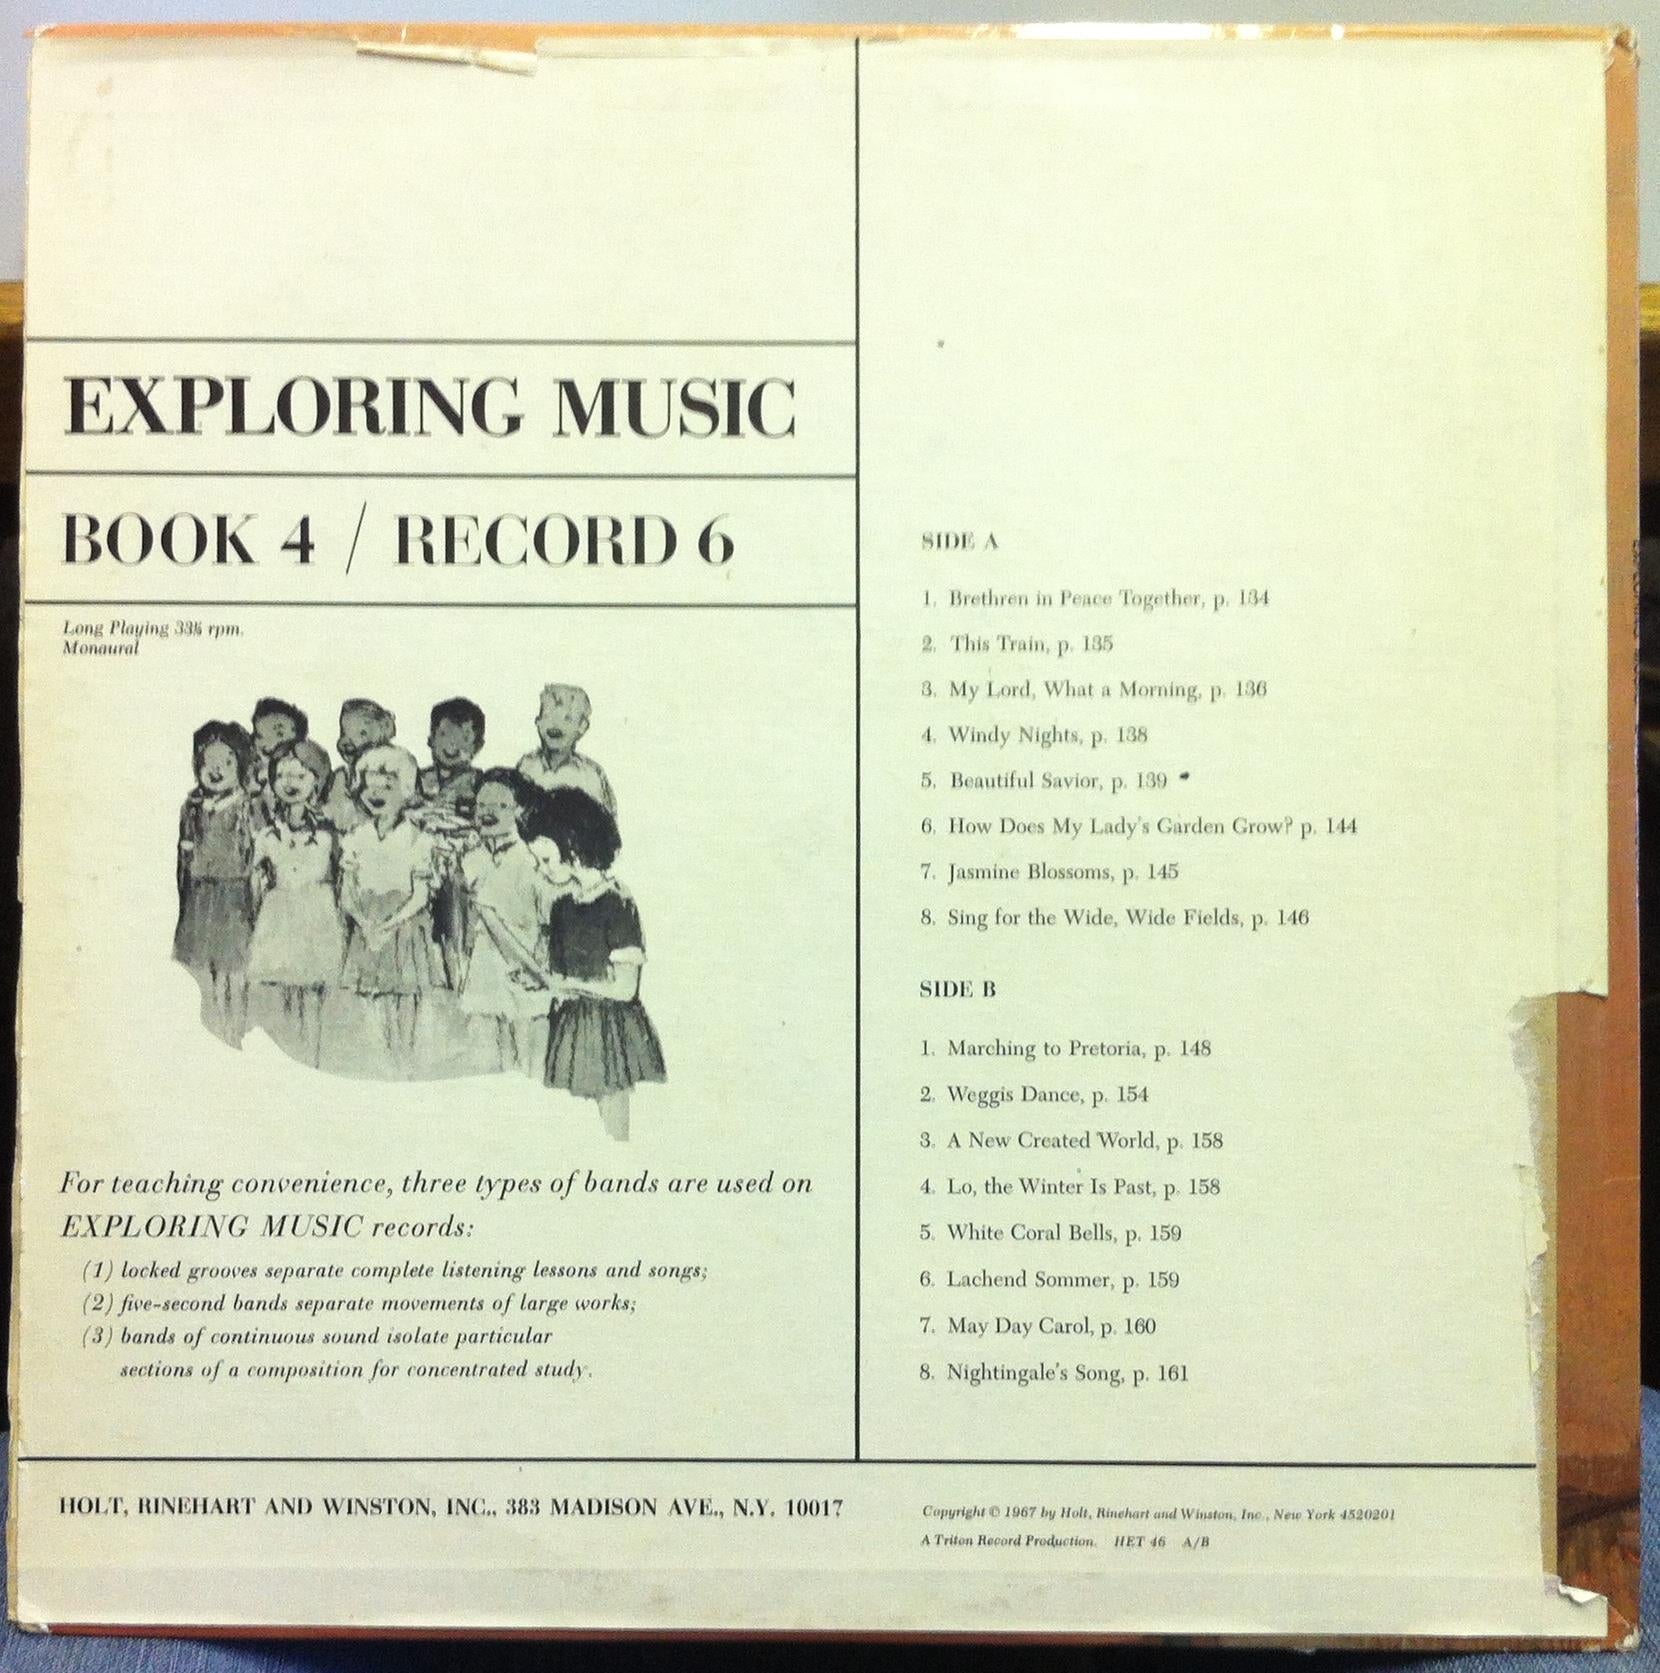 EXPLORING MUSIC
BOOK 4 / RECORD 6
Long Playing 33⅓ rpm.
Monaural
For teaching convenience, three types of bands are used on
EXPLORING MUSIC records:
(1) locked grooves separate complete listening lessons and songs;
(2) five-second bands separate movements of large works;
(3) bands of continuous sound isolate particular
sections of a composition for concentrated study.
SIDE A
1. Brethren in Peace Together, p. 134
2. This Train, p. 135
3. My Lord, What a Morning, p. 136
4. Windy Nights, p. 138
5. Beautiful Savior, p. 139
6. How Does My Lady's Garden Grow? p. 144
7. Jasmine Blossoms, p. 145
8. Sing for the Wide, Wide Fields, p. 146
SIDE B
1. Marching to Pretoria, p. 148
2. Weggis Dance, p. 154
3. A New Created World, p. 158
4. Lo, the Winter Is Past, p. 158
5. White Coral Bells, p. 159
6. Lachend Sommer, p. 159
7. May Day Carol, p. 160
8. Nightingale's Song, p. 161
HOLT, RINEHART AND WINSTON, INC., 383 MADISON AVE., N.Y. 10017
Copyright © 1967 by Holt, Rinehart and Winston, Inc., New York 4520201
A Triton Record Production. HET 46 A/B